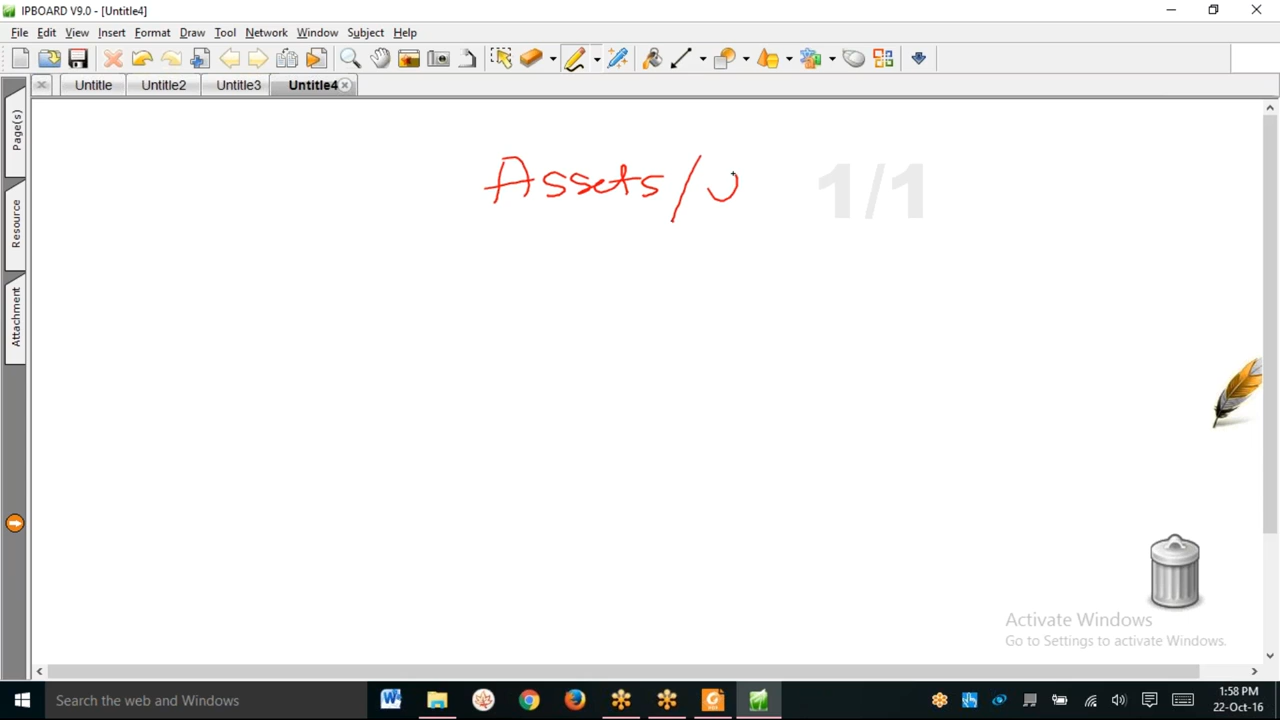 IPBOARD V9.0 - [Untitle4]
File Edit View Insert Format Draw Tool Network Window Subject Help
Untitle Untitle2 Untitle3 Untitle4
Page(s)
Resource
Attachment
Assets/
1/1
Activate Windows
Go to Settings to activate Windows.
Search the web and Windows
1:58 PM
22-Oct-16